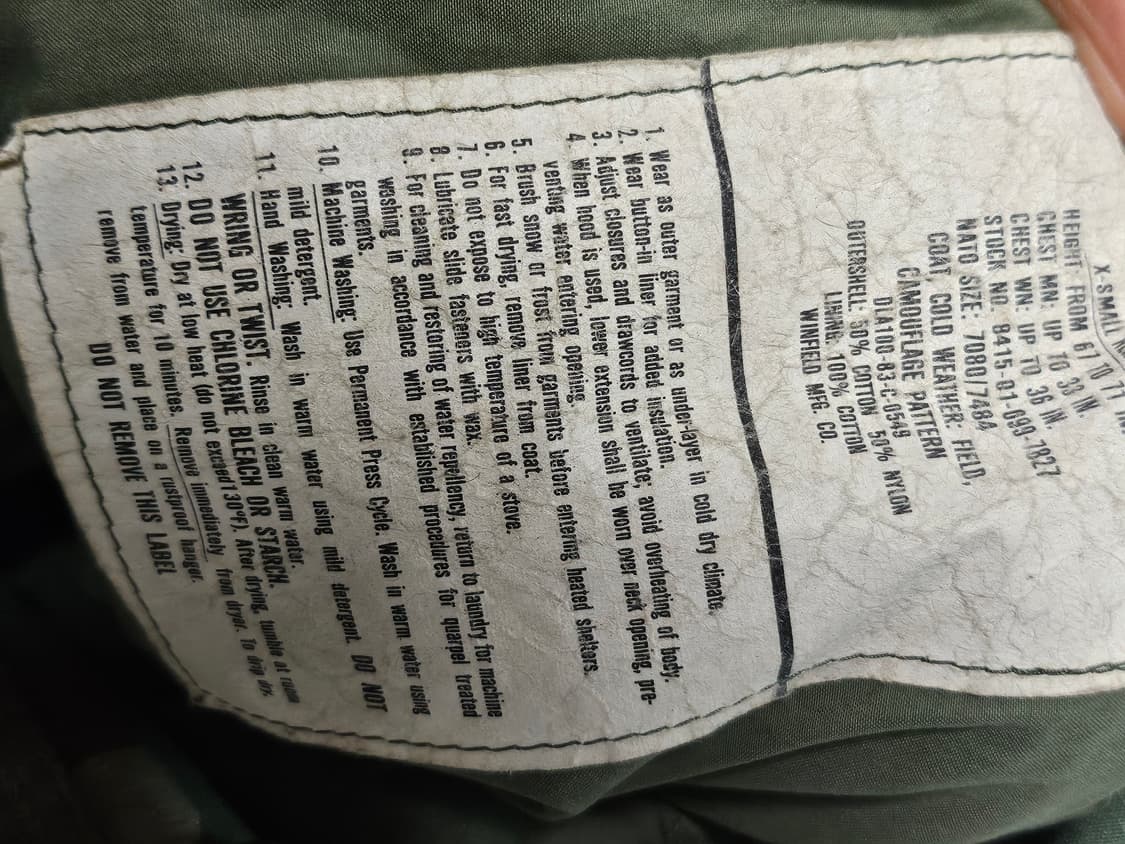 X-SMALL
HEIGHT FROM 67 TO 71 IN.
CHEST MN: UP TO 33 IN.
CHEST WN: UP TO 36 IN.
STOCK NO. 8415-01-099-7827
NATO SIZE: 7080/7484
COAT, COLD WEATHER: FIELD,
CAMOUFLAGE PATTERN
DLA100-83-C-0549
OUTERSHELL: 50% COTTON 50% NYLON
LINING: 100% COTTON
WINFIELD MFG. CO.
1. Wear as outer garment or as under-layer in cold dry climate.
2. Wear button-in liner for added insulation.
3. Adjust closures and drawcords to ventilate; avoid overheating of body.
4. When hood is used, lower extension shall be worn over neck opening, pre-
venting water entering opening.
5. Brush snow or frost from garments before entering heated shelters.
6. For fast drying, remove liner from coat.
7. Do not expose to high temperature of a stove.
8. Lubricate slide fasteners with wax.
9. For cleaning and restoring of water repellency, return to laundry for machine
washing in accordance with established procedures for quarpel treated
garments.
10. Machine Washing: Use Permanent Press Cycle. Wash in warm water using
mild detergent.
11. Hand Washing: Wash in warm water using mild detergent. DO NOT
WRING OR TWIST. Rinse in clean warm water.
12. DO NOT USE CHLORINE BLEACH OR STARCH.
13. Drying: Dry at low heat (do not exceed 130°F). After drying, tumble at room
temperature for 10 minutes. Remove immediately from dryer. To drip dry,
remove from water and place on a rustproof hanger.
DO NOT REMOVE THIS LABEL